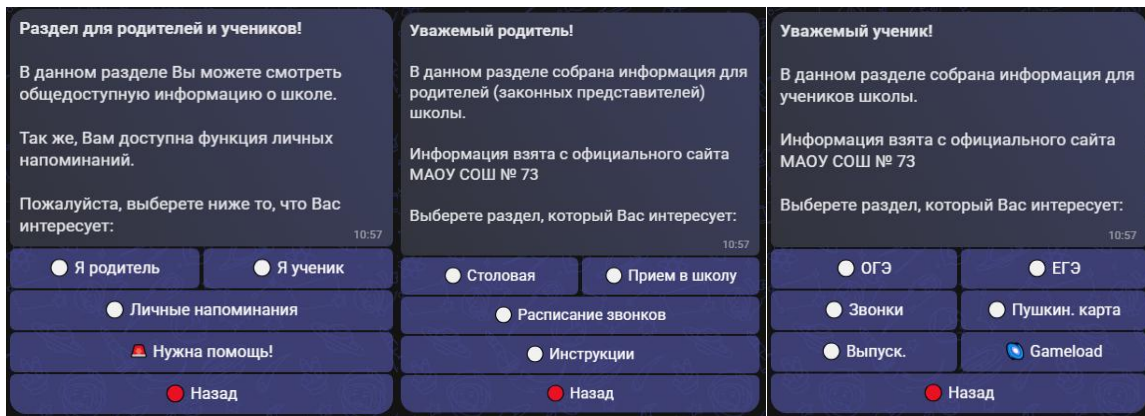 Раздел для родителей и учеников!
В данном разделе Вы можете смотреть
общедоступную информацию о школе.
Так же, Вам доступна функция личных
напоминаний.
Пожалуйста, выберете ниже то, что Вас
интересует:
10:57
Я родитель
Я ученик
Личные напоминания
Нужна помощь!
Назад
Уважемый родитель!
В данном разделе собрана информация для
родителей (законных представителей)
школы.
Информация взята с официального сайта
МАОУ СОШ № 73
Выберете раздел, который Вас интересует:
10:57
Столовая
Прием в школу
Расписание звонков
Инструкции
Назад
Уважемый ученик!
В данном разделе собрана информация для
учеников школы.
Информация взята с официального сайта
МАОУ СОШ № 73
Выберете раздел, который Вас интересует:
10:57
ОГЭ
ЕГЭ
Звонки
Пушкин. карта
Выпуск.
Gameload
Назад